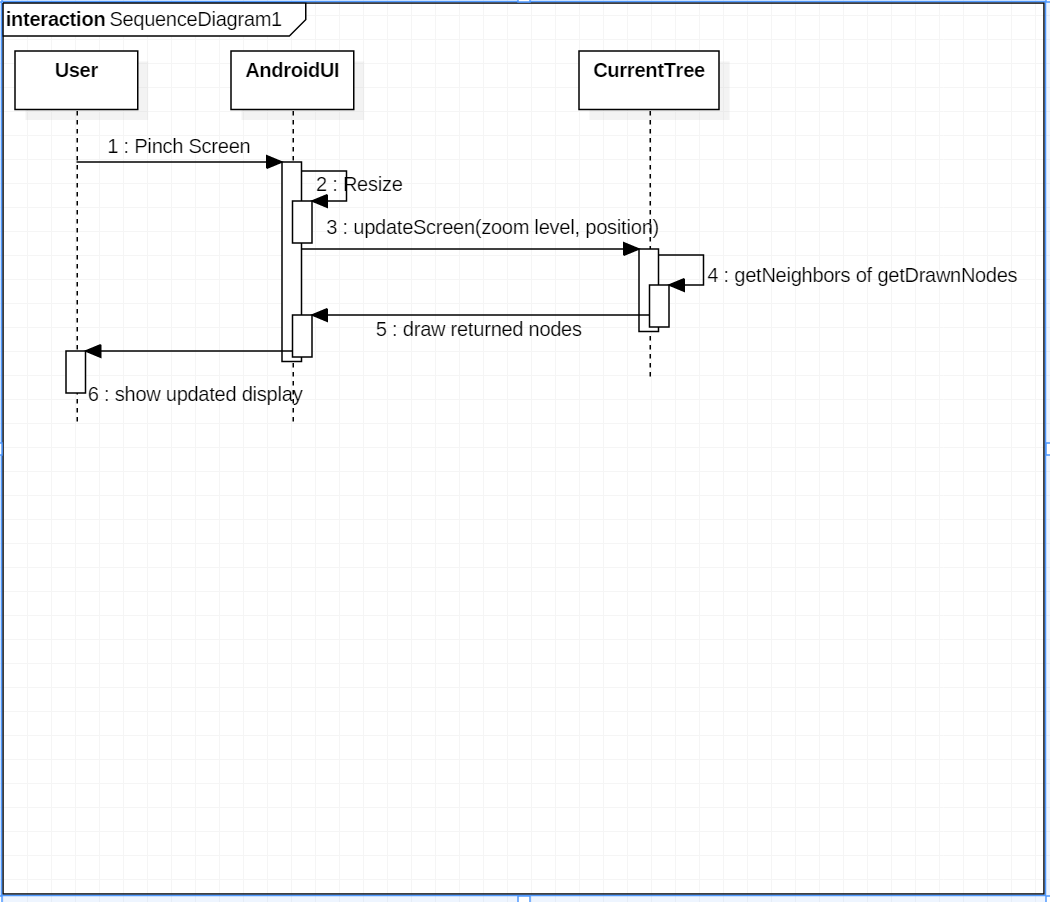 interaction SequenceDiagram1
User
AndroidUI
CurrentTree
1 : Pinch Screen
2 : Resize
3 : updateScreen(zoom level, position)
4 : getNeighbors of getDrawnNodes
5 : draw returned nodes
6 : show updated display